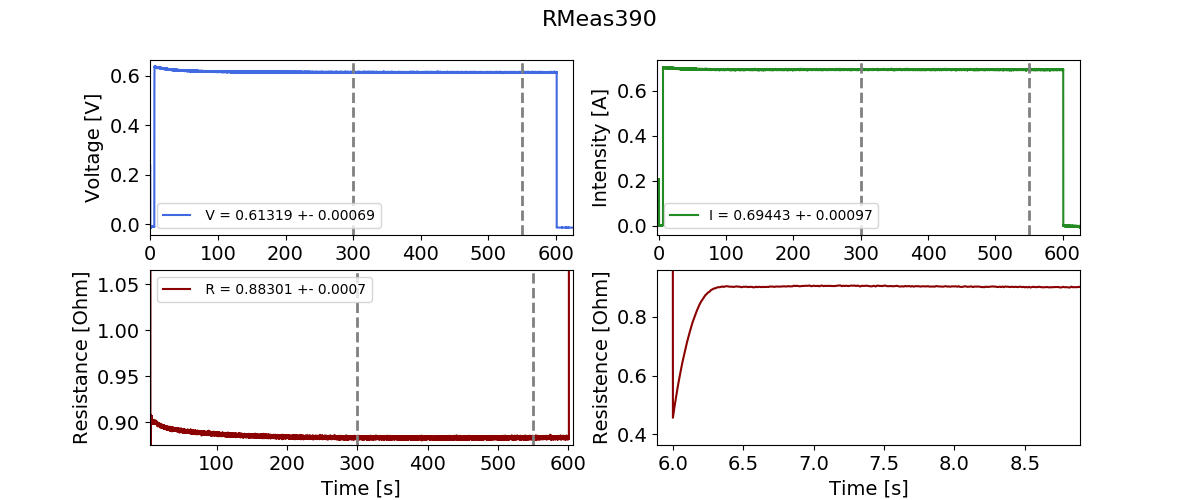 RMeas390
Voltage [V]
0.6
0.4
0.2
0.0
V = 0.61319 +- 0.00069
0 100 200 300 400 500 600
Intensity [A]
0.6
0.4
0.2
0.0
I = 0.69443 +- 0.00097
0 100 200 300 400 500 600
Resistance [Ohm]
1.05
1.00
0.95
0.90
R = 0.88301 +- 0.0007
100 200 300 400 500 600
Time [s]
Resistence [Ohm]
0.8
0.6
0.4
6.0 6.5 7.0 7.5 8.0 8.5
Time [s]